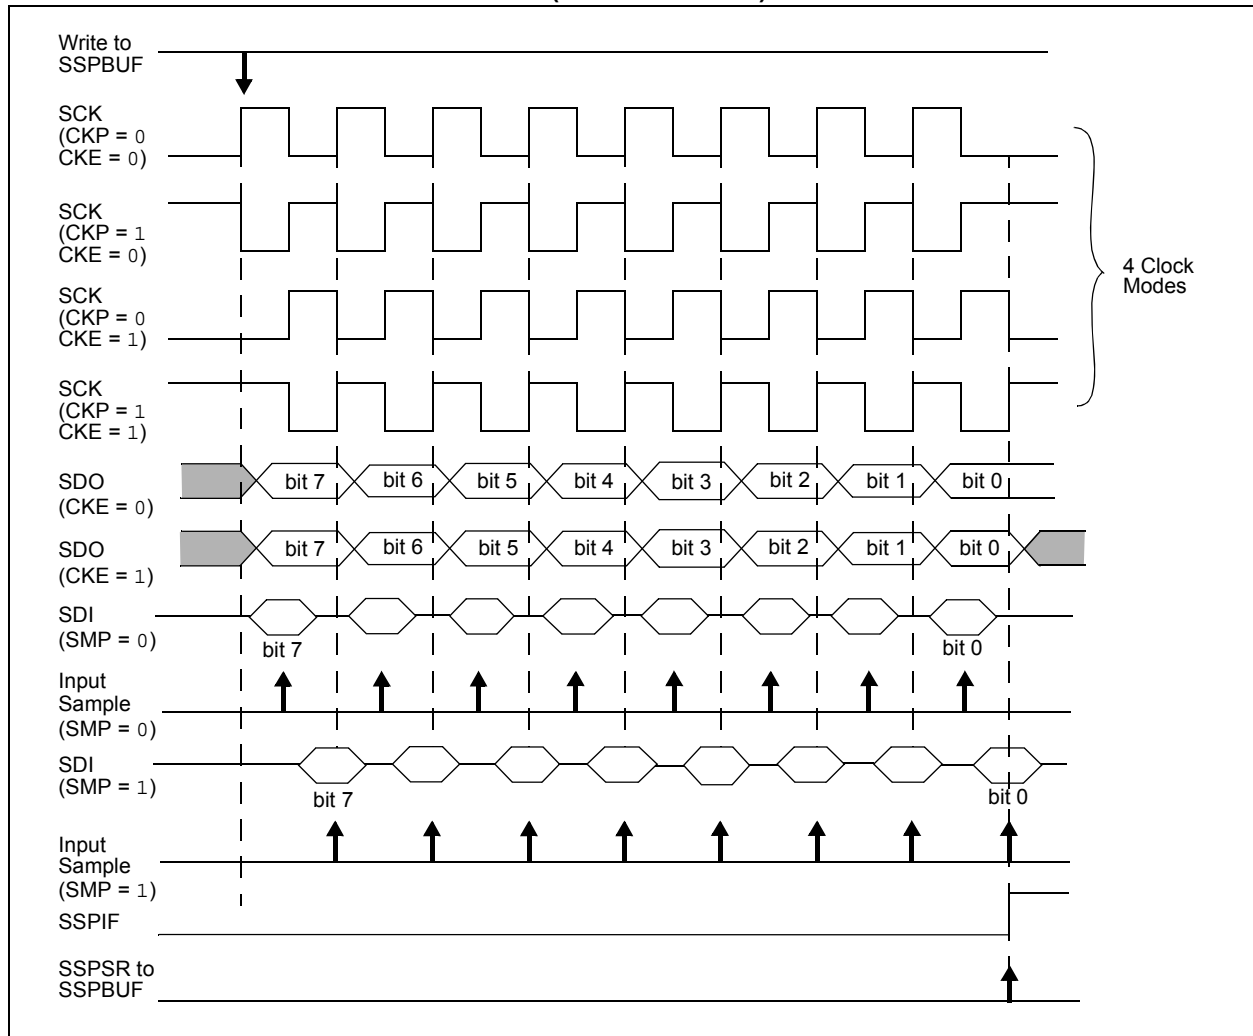 Write to
SSPBUF
SCK
(CKP = 0
CKE = 0)
SCK
(CKP = 1
CKE = 0)
SCK
(CKP = 0
CKE = 1)
SCK
(CKP = 1
CKE = 1)
4 Clock
Modes
SDO
(CKE = 0)
bit 7 bit 6 bit 5 bit 4 bit 3 bit 2 bit 1 bit 0
SDO
(CKE = 1)
bit 7 bit 6 bit 5 bit 4 bit 3 bit 2 bit 1 bit 0
SDI
(SMP = 0)
bit 7 bit 0
Input
Sample
(SMP = 0)
SDI
(SMP = 1)
bit 7 bit 0
Input
Sample
(SMP = 1)
SSPIF
SSPSR to
SSPBUF